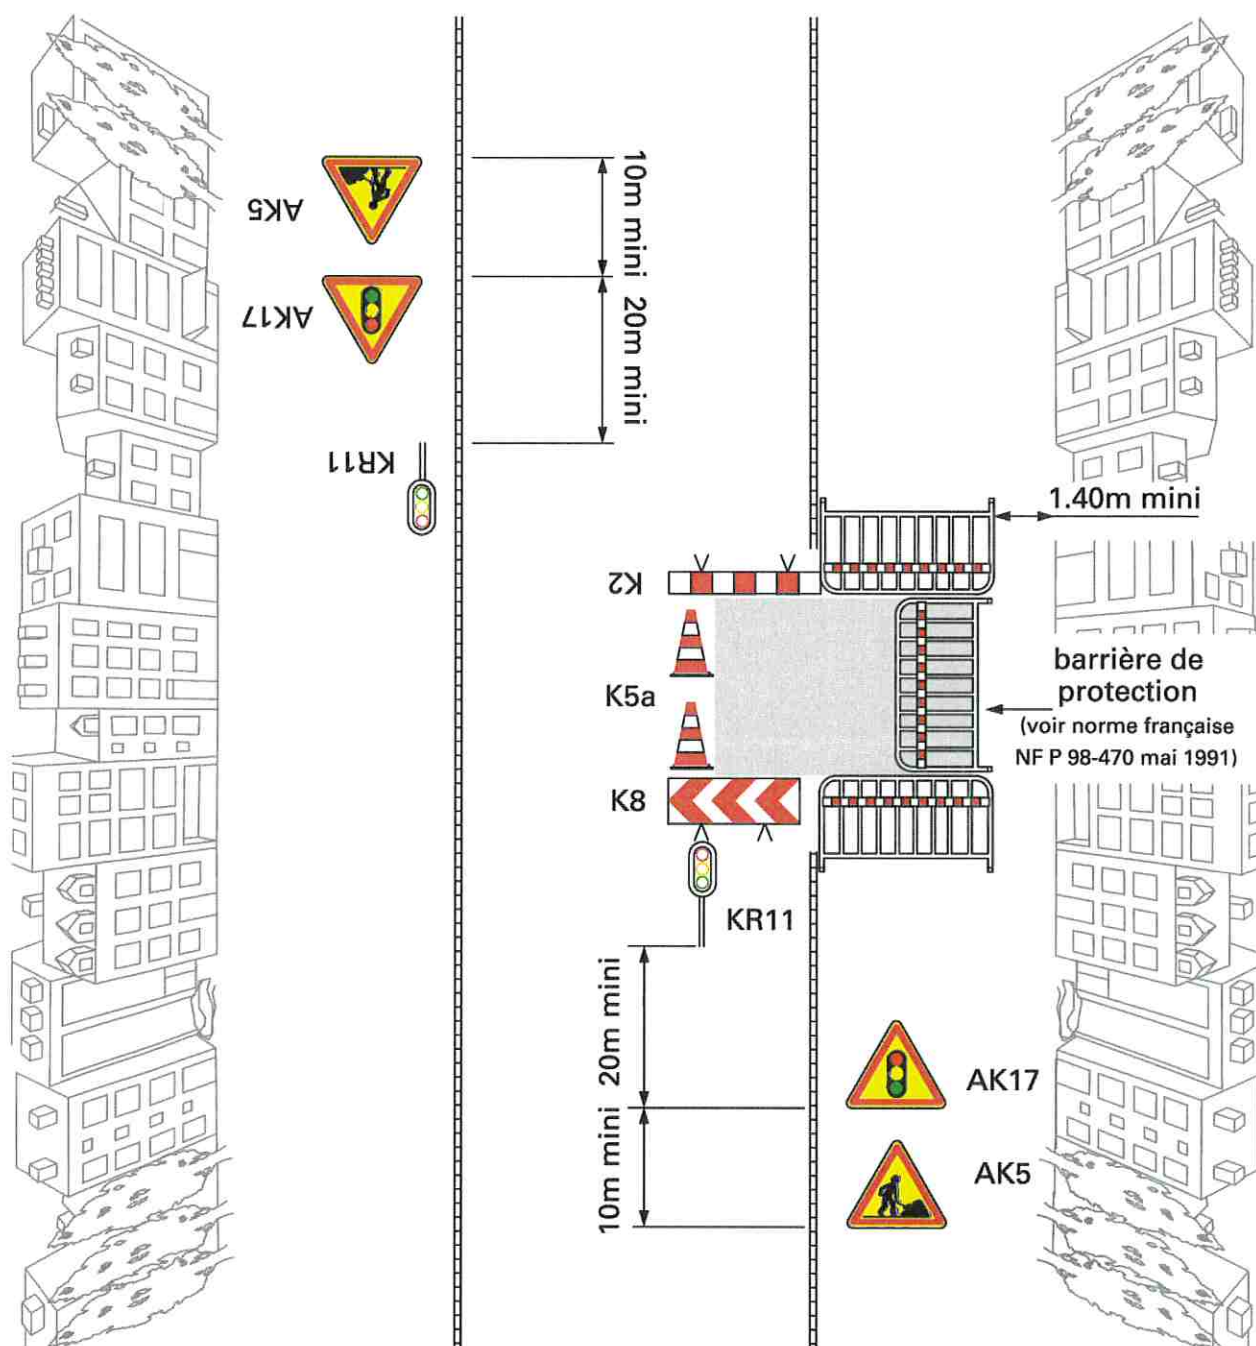 AK5
10m mini
AK17
20m mini
KR11
1.40m mini
K2
barrière de
protection
(voir norme française
NF P 98-470 mai 1991)
K5a
K8
KR11
20m mini
AK17
10m mini
AK5